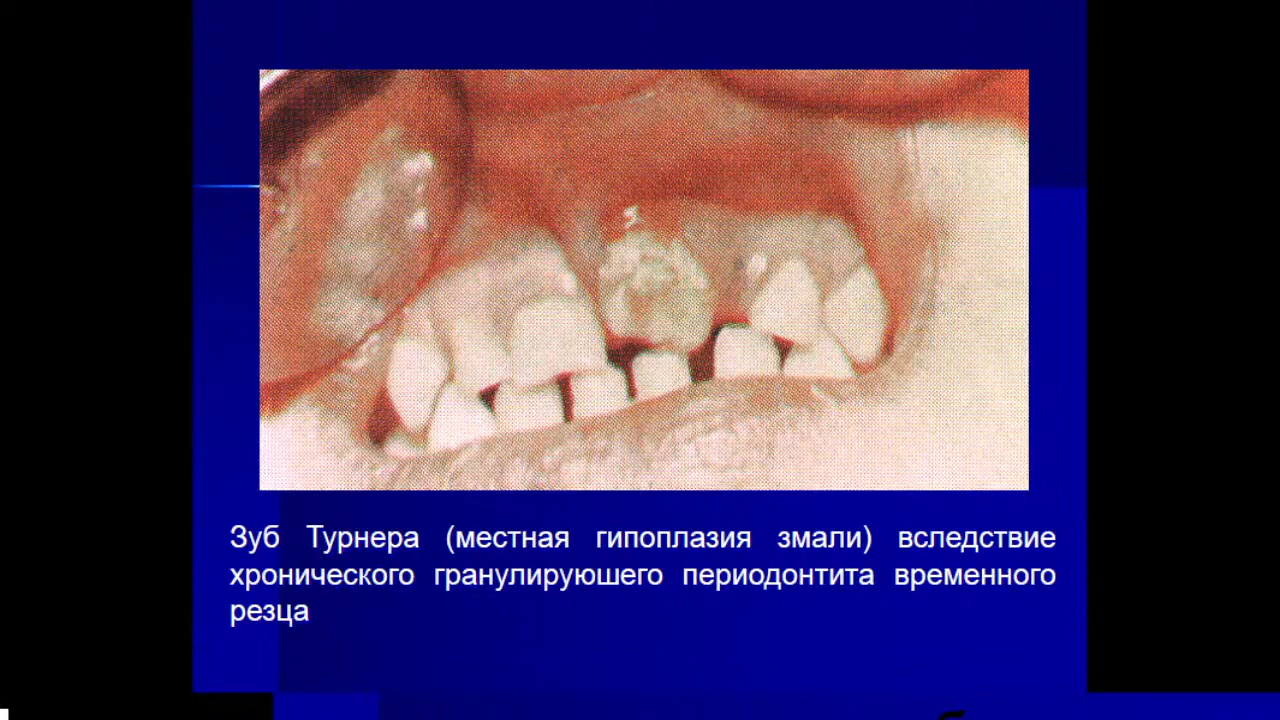 Зуб Турнера (местная гипоплазия змали) вследствие
хронического гранулируюшего периодонтита временного
резца